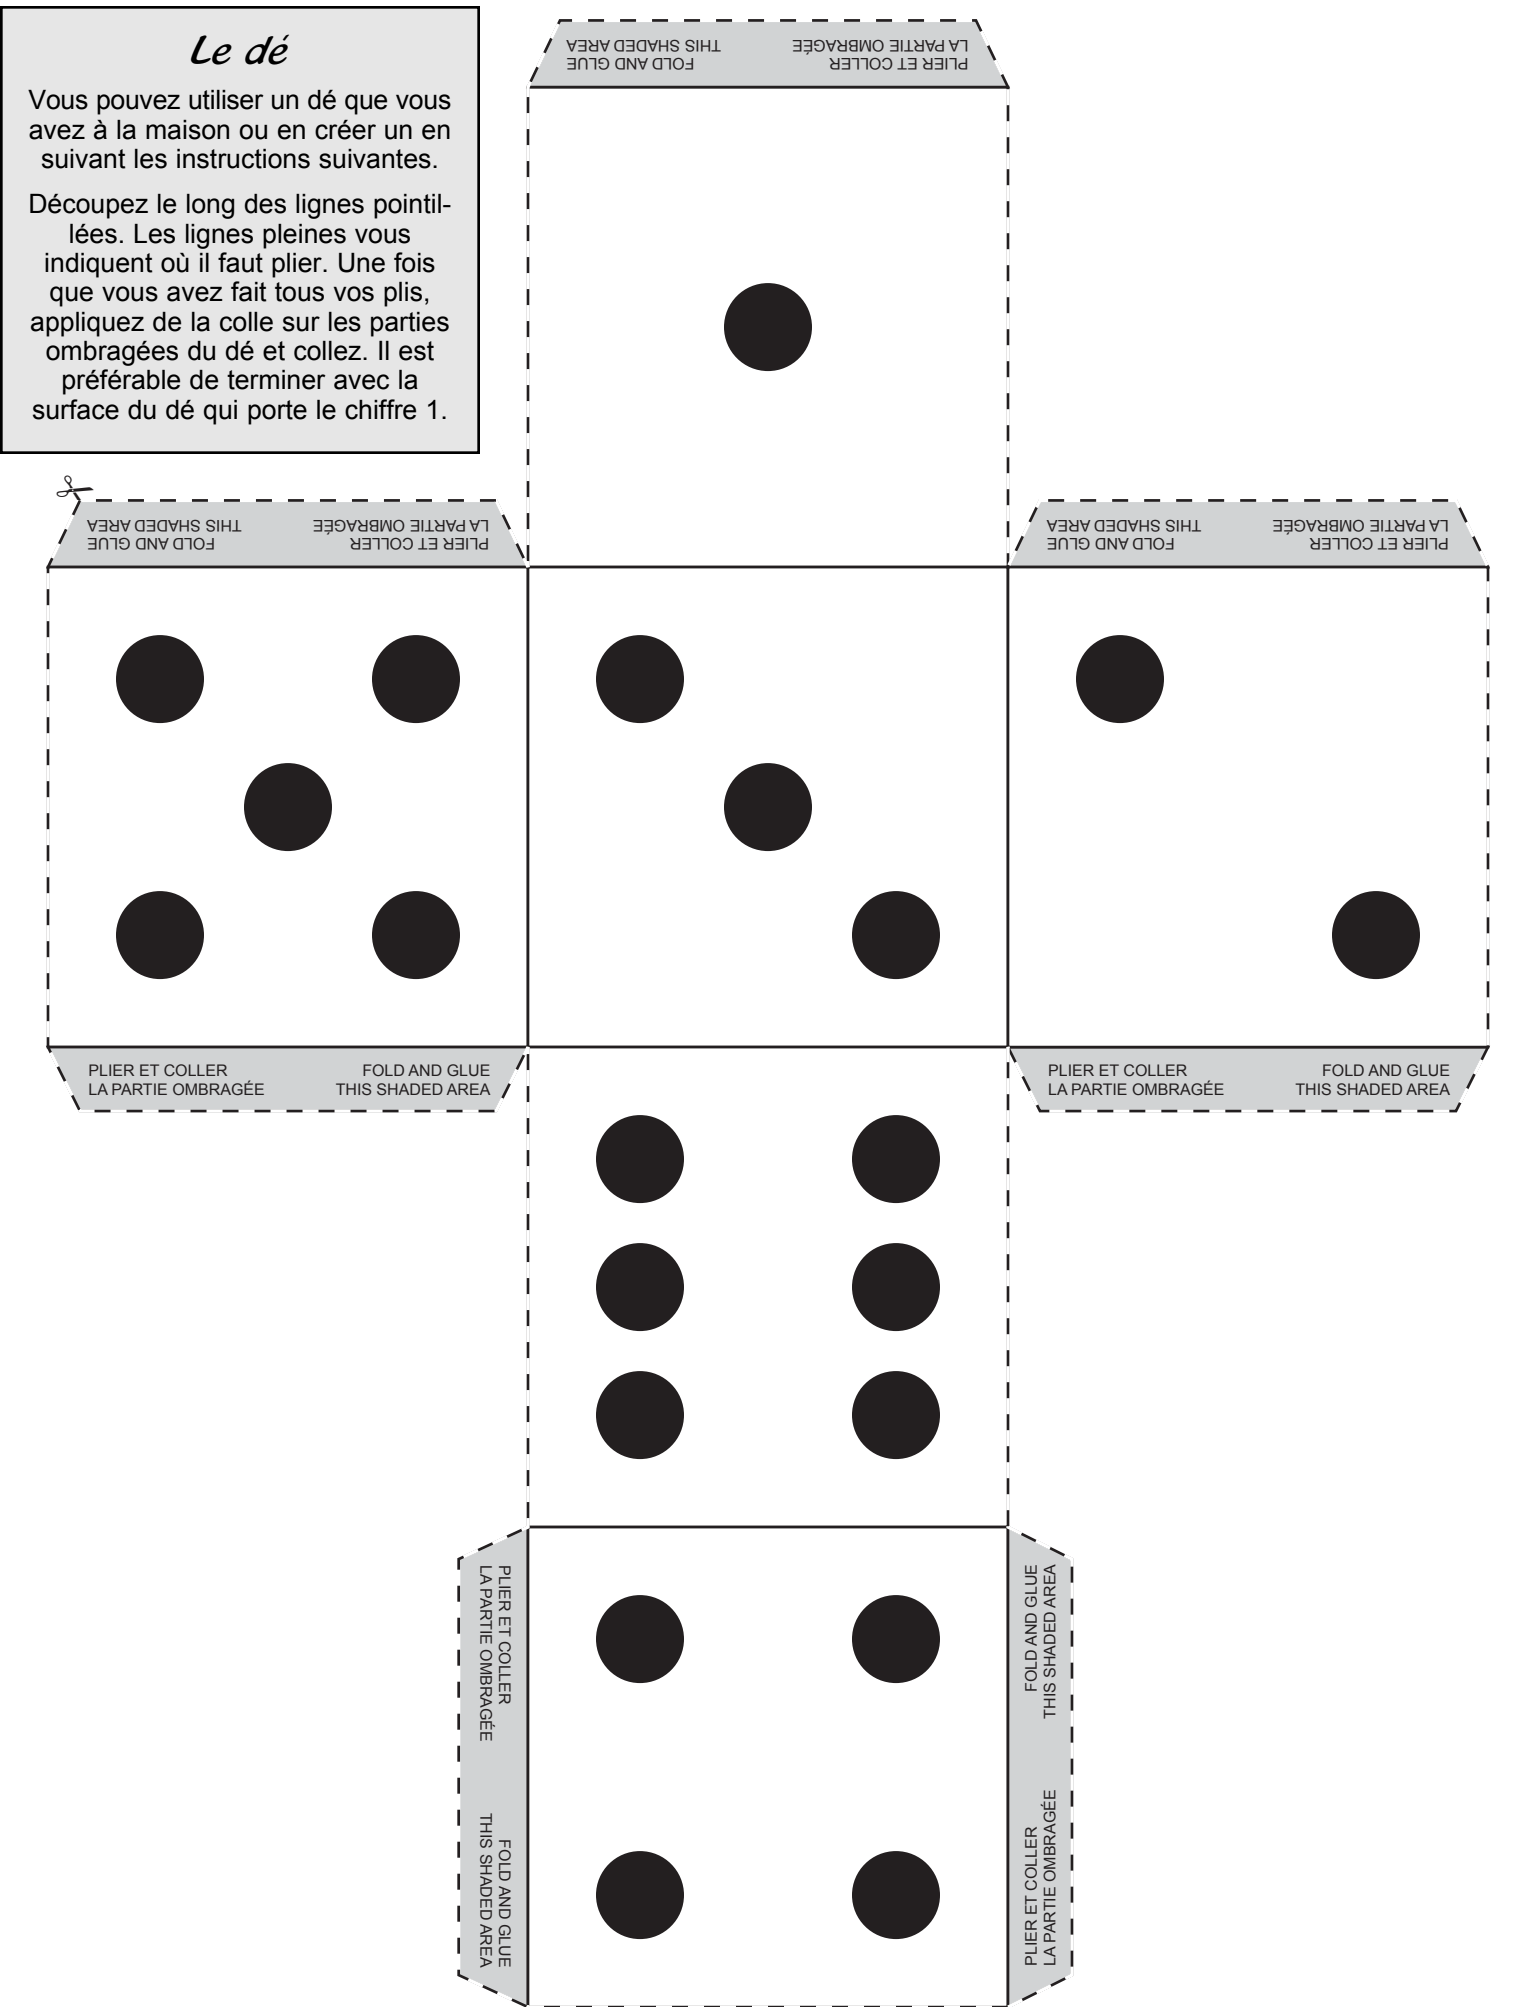 Le dé
Vous pouvez utiliser un dé que vous
avez à la maison ou en créer un en
suivant les instructions suivantes.
Découpez le long des lignes pointil-
lées. Les lignes pleines vous
indiquent où il faut plier. Une fois
que vous avez fait tous vos plis,
appliquez de la colle sur les parties
ombragées du dé et collez. Il est
préférable de terminer avec la
surface du dé qui porte le chiffre 1.
PLIER ET COLLER
LA PARTIE OMBRAGÉE
FOLD AND GLUE
THIS SHADED AREA
PLIER ET COLLER
LA PARTIE OMBRAGÉE
FOLD AND GLUE
THIS SHADED AREA
PLIER ET COLLER
LA PARTIE OMBRAGÉE
FOLD AND GLUE
THIS SHADED AREA
PLIER ET COLLER
LA PARTIE OMBRAGÉE
FOLD AND GLUE
THIS SHADED AREA
PLIER ET COLLER
LA PARTIE OMBRAGÉE
FOLD AND GLUE
THIS SHADED AREA
PLIER ET COLLER
LA PARTIE OMBRAGÉE
FOLD AND GLUE
THIS SHADED AREA
PLIER ET COLLER
LA PARTIE OMBRAGÉE
FOLD AND GLUE
THIS SHADED AREA